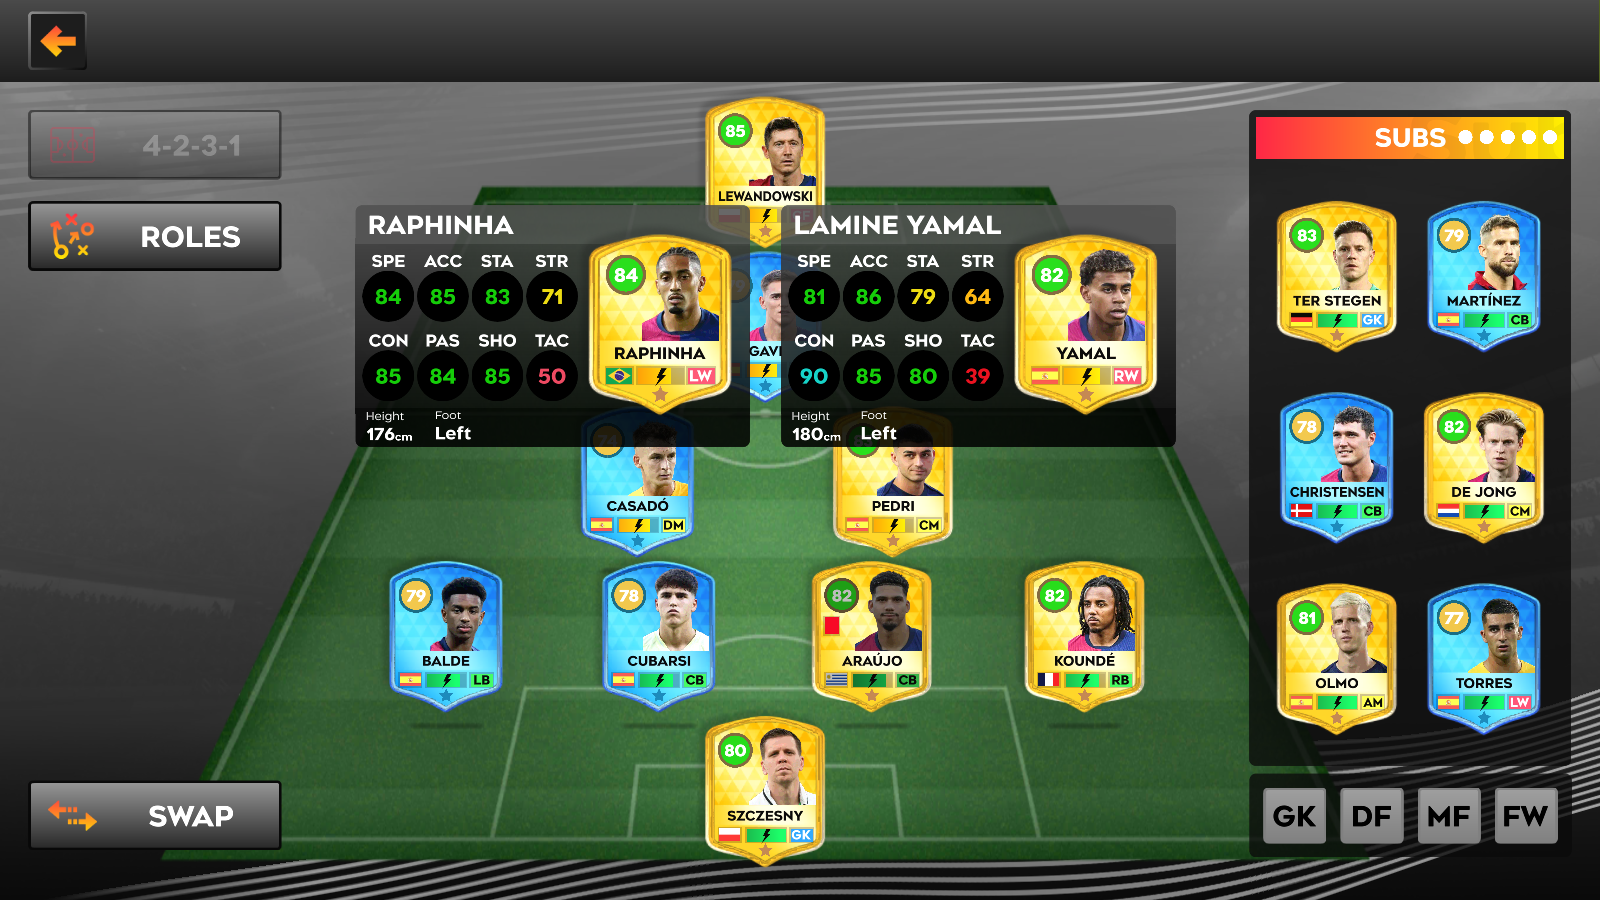 4-2-3-1
ROLES
SWAP
85
LEWANDOWSKI
RAPHINHA
SPE ACC STA STR
84 85 83 71
CON PAS SHO TAC
85 84 85 50
Height Foot
176cm Left
84
RAPHINHA
LW
GAVI
LAMINE YAMAL
SPE ACC STA STR
81 86 79 64
CON PAS SHO TAC
90 85 80 39
Height Foot
180cm Left
82
YAMAL
RW
CASADÓ
DM
PEDRI
CM
79
BALDE
LB
78
CUBARSI
CB
82
ARAÚJO
CB
82
KOUNDÉ
RB
80
SZCZESNY
GK
SUBS
83
TER STEGEN
GK
79
MARTÍNEZ
CB
78
CHRISTENSEN
CB
82
DE JONG
CM
81
OLMO
AM
77
TORRES
LW
GK DF MF FW